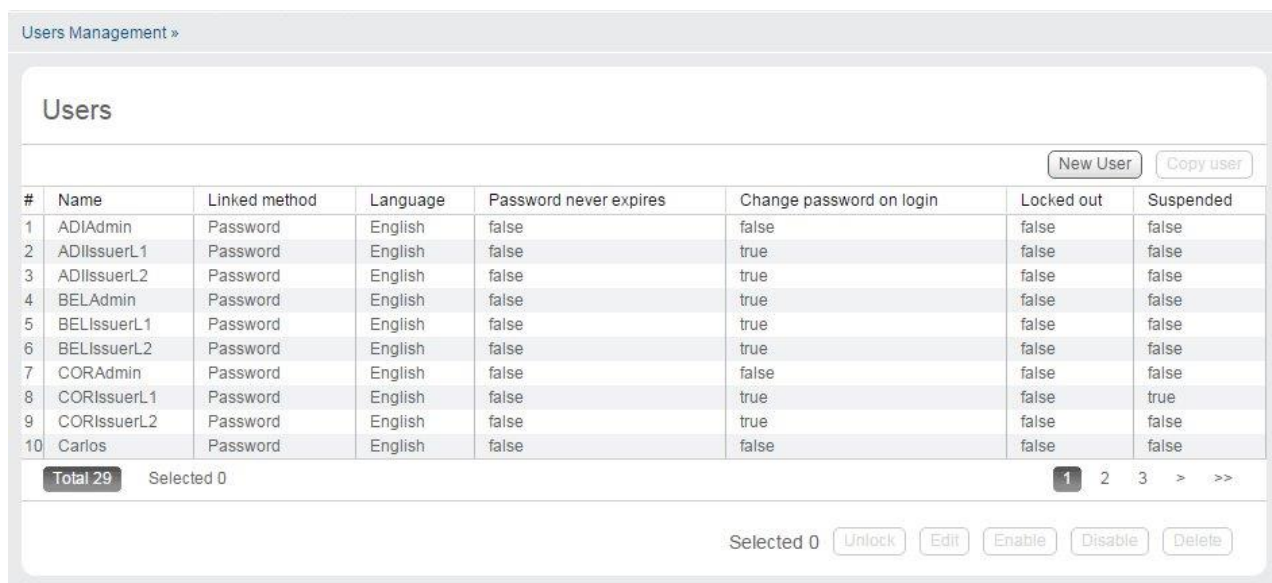 Users Management »
Users
New User Copy user
# Name Linked method Language Password never expires Change password on login Locked out Suspended
1 ADIAdmin Password English false false false false
2 ADIIssuerL1 Password English false true false false
3 ADIIssuerL2 Password English false true false false
4 BELAdmin Password English false true false false
5 BELIssuerL1 Password English false true false false
6 BELIssuerL2 Password English false true false false
7 CORAdmin Password English false false false false
8 CORIssuerL1 Password English false true false true
9 CORIssuerL2 Password English false true false false
10 Carlos Password English false false false false
Total 29 Selected 0 1 2 3 > >>
Selected 0 Unlock Edit Enable Disable Delete